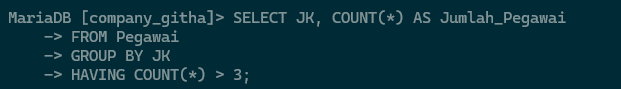 MariaDB [company_githa]> SELECT JK, COUNT(*) AS Jumlah_Pegawai
    -> FROM Pegawai
    -> GROUP BY JK
    -> HAVING COUNT(*) > 3;